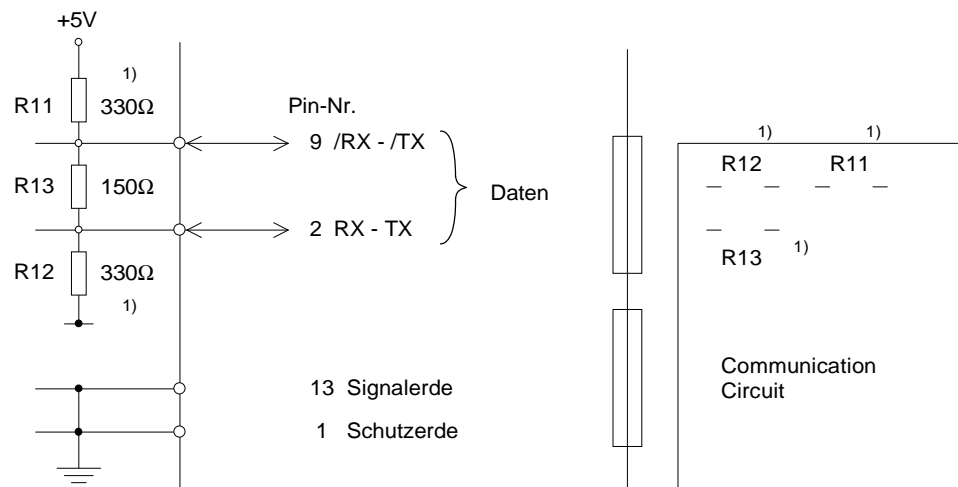 +5V
1)
R11 330Ω
Pin-Nr.
9 /RX - /TX
R13 150Ω
Daten
2 RX - TX
R12 330Ω
1)
13 Signalerde
1 Schutzerde
1) 1)
R12 R11
R13 1)
Communication
Circuit